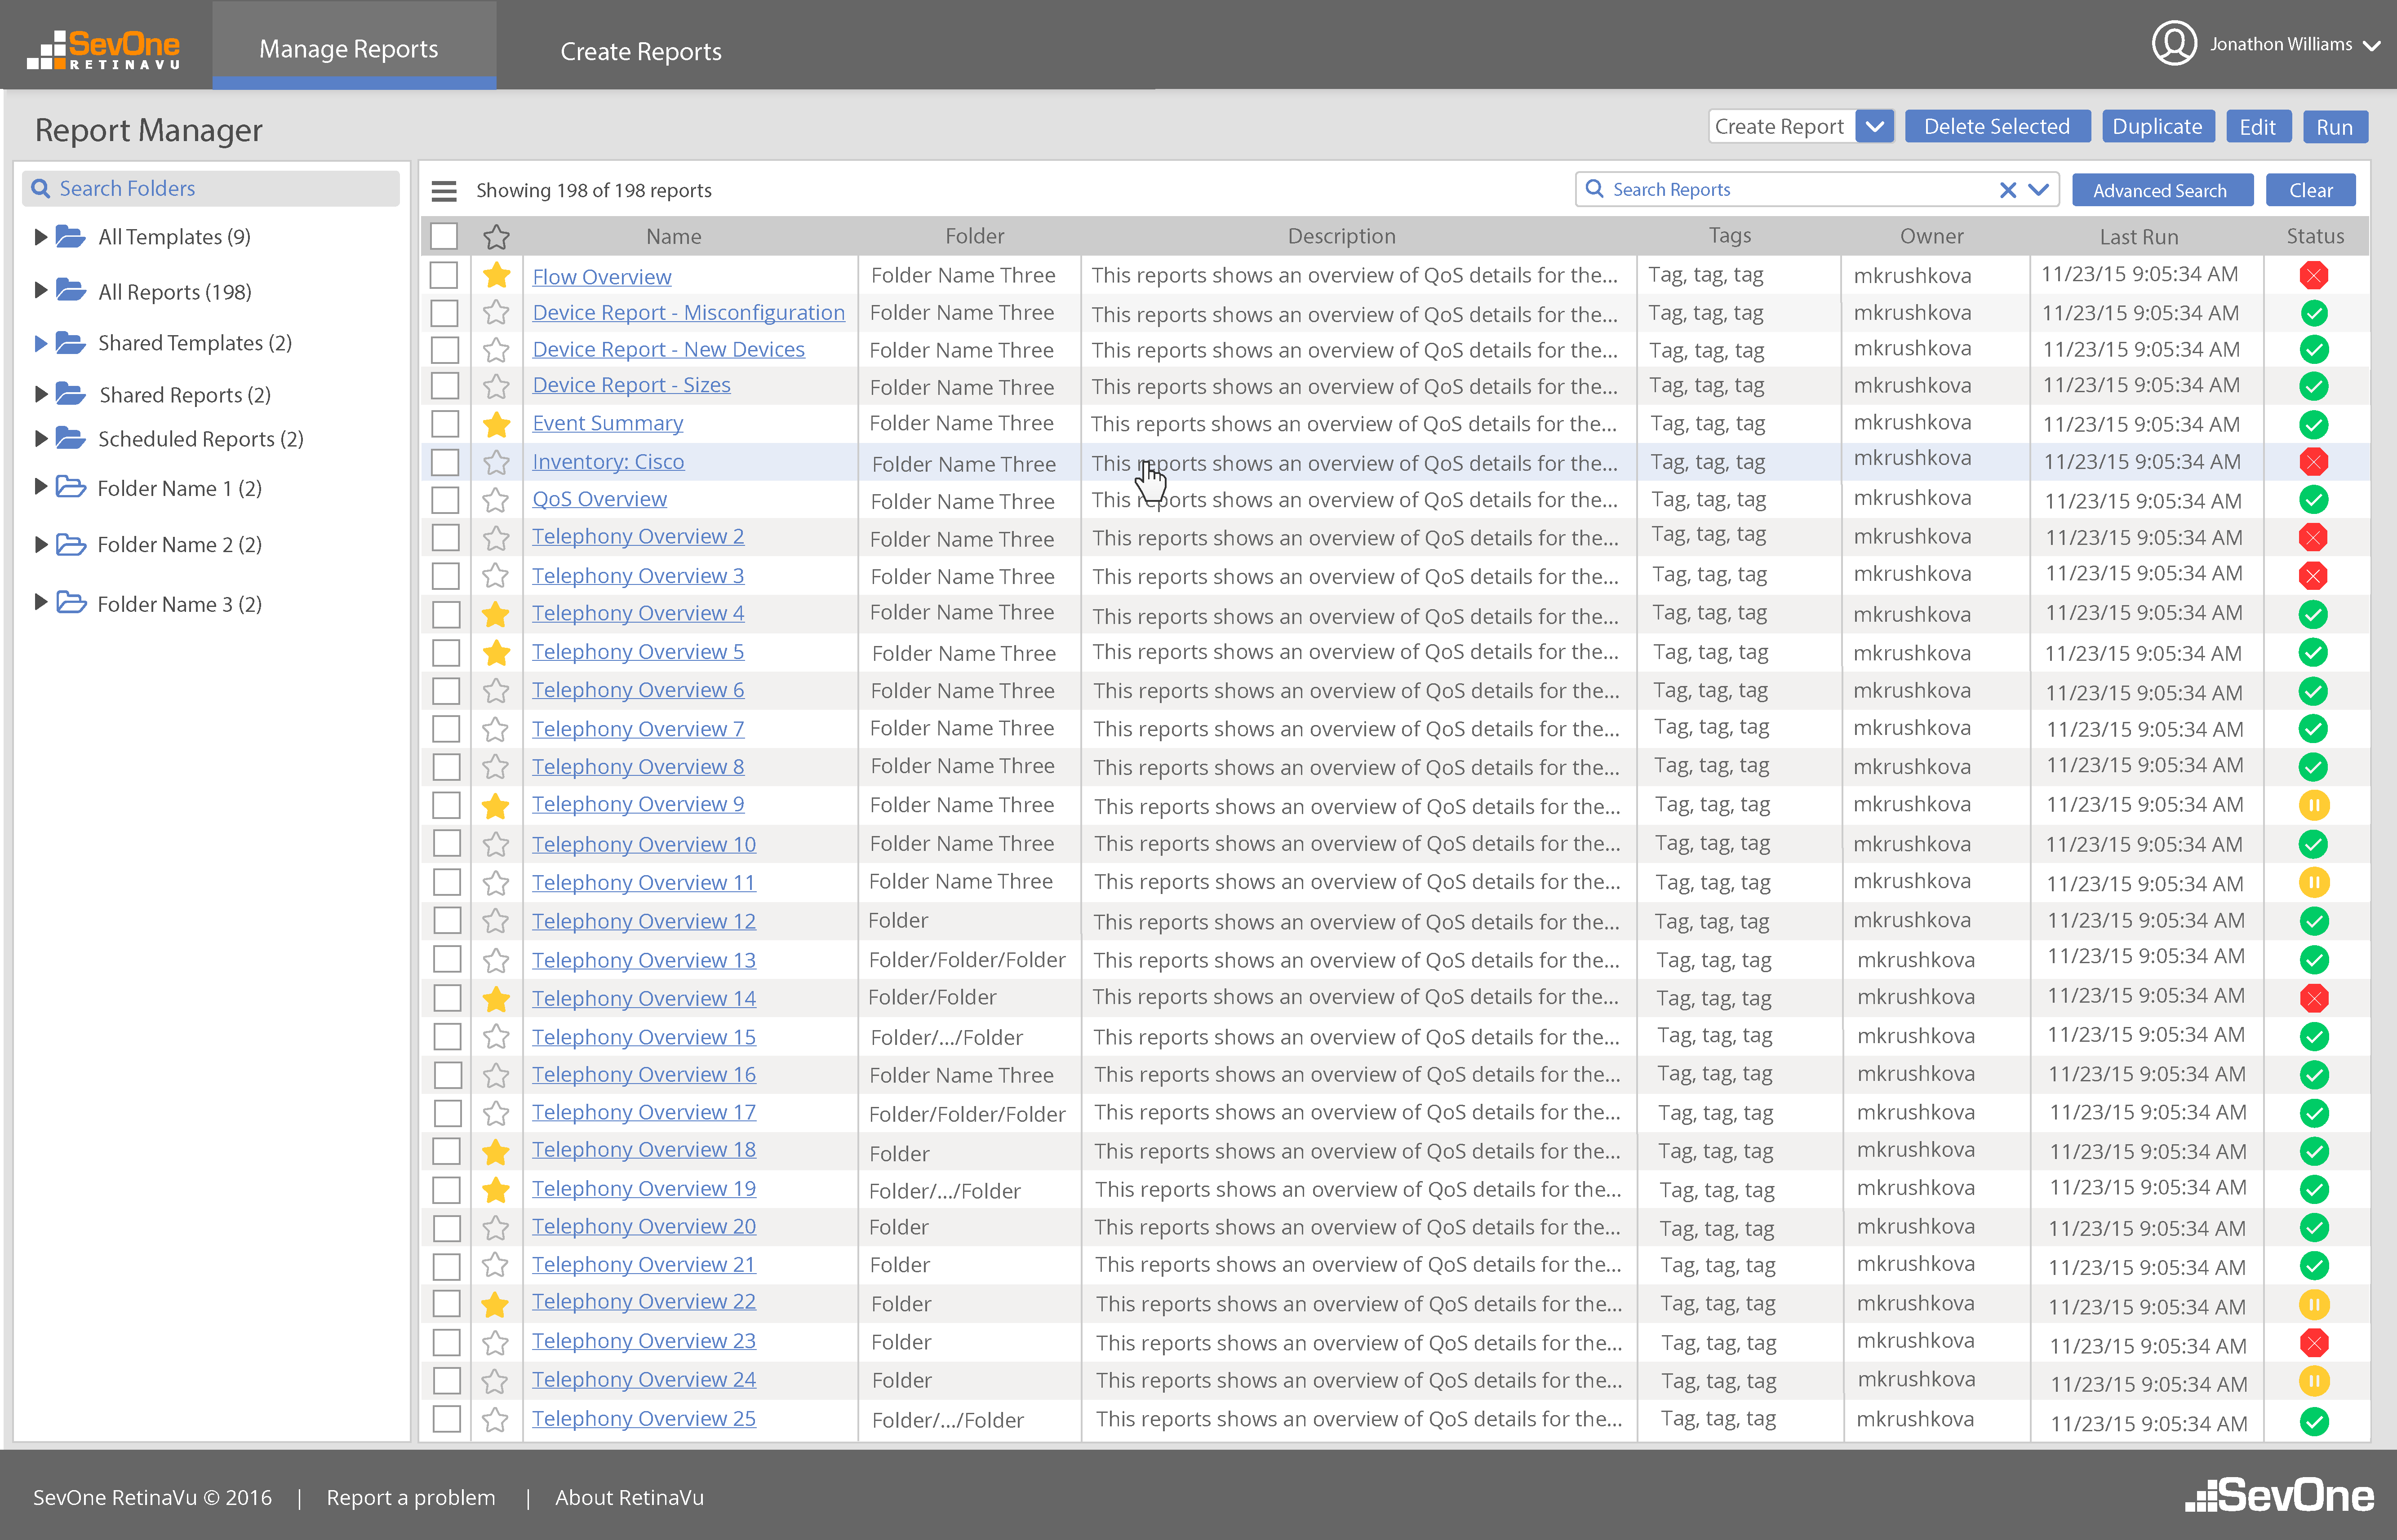 SevOne
RETINAVU
Manage Reports
Create Reports
Jonathon Williams
Report Manager
Create Report
Delete Selected
Duplicate
Edit
Run
Search Folders
All Templates (9)
All Reports (198)
Shared Templates (2)
Shared Reports (2)
Scheduled Reports (2)
Folder Name 1 (2)
Folder Name 2 (2)
Folder Name 3 (2)
Showing 198 of 198 reports
Search Reports
Advanced Search
Clear
Name Folder Description Tags Owner Last Run Status
Flow Overview Folder Name Three This reports shows an overview of QoS details for the... Tag, tag, tag mkrushkova 11/23/15 9:05:34 AM
Device Report - Misconfiguration Folder Name Three This reports shows an overview of QoS details for the... Tag, tag, tag mkrushkova 11/23/15 9:05:34 AM
Device Report - New Devices Folder Name Three This reports shows an overview of QoS details for the... Tag, tag, tag mkrushkova 11/23/15 9:05:34 AM
Device Report - Sizes Folder Name Three This reports shows an overview of QoS details for the... Tag, tag, tag mkrushkova 11/23/15 9:05:34 AM
Event Summary Folder Name Three This reports shows an overview of QoS details for the... Tag, tag, tag mkrushkova 11/23/15 9:05:34 AM
Inventory: Cisco Folder Name Three This reports shows an overview of QoS details for the... Tag, tag, tag mkrushkova 11/23/15 9:05:34 AM
QoS Overview Folder Name Three This reports shows an overview of QoS details for the... Tag, tag, tag mkrushkova 11/23/15 9:05:34 AM
Telephony Overview 2 Folder Name Three This reports shows an overview of QoS details for the... Tag, tag, tag mkrushkova 11/23/15 9:05:34 AM
Telephony Overview 3 Folder Name Three This reports shows an overview of QoS details for the... Tag, tag, tag mkrushkova 11/23/15 9:05:34 AM
Telephony Overview 4 Folder Name Three This reports shows an overview of QoS details for the... Tag, tag, tag mkrushkova 11/23/15 9:05:34 AM
Telephony Overview 5 Folder Name Three This reports shows an overview of QoS details for the... Tag, tag, tag mkrushkova 11/23/15 9:05:34 AM
Telephony Overview 6 Folder Name Three This reports shows an overview of QoS details for the... Tag, tag, tag mkrushkova 11/23/15 9:05:34 AM
Telephony Overview 7 Folder Name Three This reports shows an overview of QoS details for the... Tag, tag, tag mkrushkova 11/23/15 9:05:34 AM
Telephony Overview 8 Folder Name Three This reports shows an overview of QoS details for the... Tag, tag, tag mkrushkova 11/23/15 9:05:34 AM
Telephony Overview 9 Folder Name Three This reports shows an overview of QoS details for the... Tag, tag, tag mkrushkova 11/23/15 9:05:34 AM
Telephony Overview 10 Folder Name Three This reports shows an overview of QoS details for the... Tag, tag, tag mkrushkova 11/23/15 9:05:34 AM
Telephony Overview 11 Folder Name Three This reports shows an overview of QoS details for the... Tag, tag, tag mkrushkova 11/23/15 9:05:34 AM
Telephony Overview 12 Folder This reports shows an overview of QoS details for the... Tag, tag, tag mkrushkova 11/23/15 9:05:34 AM
Telephony Overview 13 Folder/Folder/Folder This reports shows an overview of QoS details for the... Tag, tag, tag mkrushkova 11/23/15 9:05:34 AM
Telephony Overview 14 Folder/Folder This reports shows an overview of QoS details for the... Tag, tag, tag mkrushkova 11/23/15 9:05:34 AM
Telephony Overview 15 Folder/.../Folder This reports shows an overview of QoS details for the... Tag, tag, tag mkrushkova 11/23/15 9:05:34 AM
Telephony Overview 16 Folder Name Three This reports shows an overview of QoS details for the... Tag, tag, tag mkrushkova 11/23/15 9:05:34 AM
Telephony Overview 17 Folder/Folder/Folder This reports shows an overview of QoS details for the... Tag, tag, tag mkrushkova 11/23/15 9:05:34 AM
Telephony Overview 18 Folder This reports shows an overview of QoS details for the... Tag, tag, tag mkrushkova 11/23/15 9:05:34 AM
Telephony Overview 19 Folder/.../Folder This reports shows an overview of QoS details for the... Tag, tag, tag mkrushkova 11/23/15 9:05:34 AM
Telephony Overview 20 Folder This reports shows an overview of QoS details for the... Tag, tag, tag mkrushkova 11/23/15 9:05:34 AM
Telephony Overview 21 Folder This reports shows an overview of QoS details for the... Tag, tag, tag mkrushkova 11/23/15 9:05:34 AM
Telephony Overview 22 Folder This reports shows an overview of QoS details for the... Tag, tag, tag mkrushkova 11/23/15 9:05:34 AM
Telephony Overview 23 Folder This reports shows an overview of QoS details for the... Tag, tag, tag mkrushkova 11/23/15 9:05:34 AM
Telephony Overview 24 Folder This reports shows an overview of QoS details for the... Tag, tag, tag mkrushkova 11/23/15 9:05:34 AM
Telephony Overview 25 Folder/.../Folder This reports shows an overview of QoS details for the... Tag, tag, tag mkrushkova 11/23/15 9:05:34 AM
SevOne RetinaVu © 2016 | Report a problem | About RetinaVu
SevOne